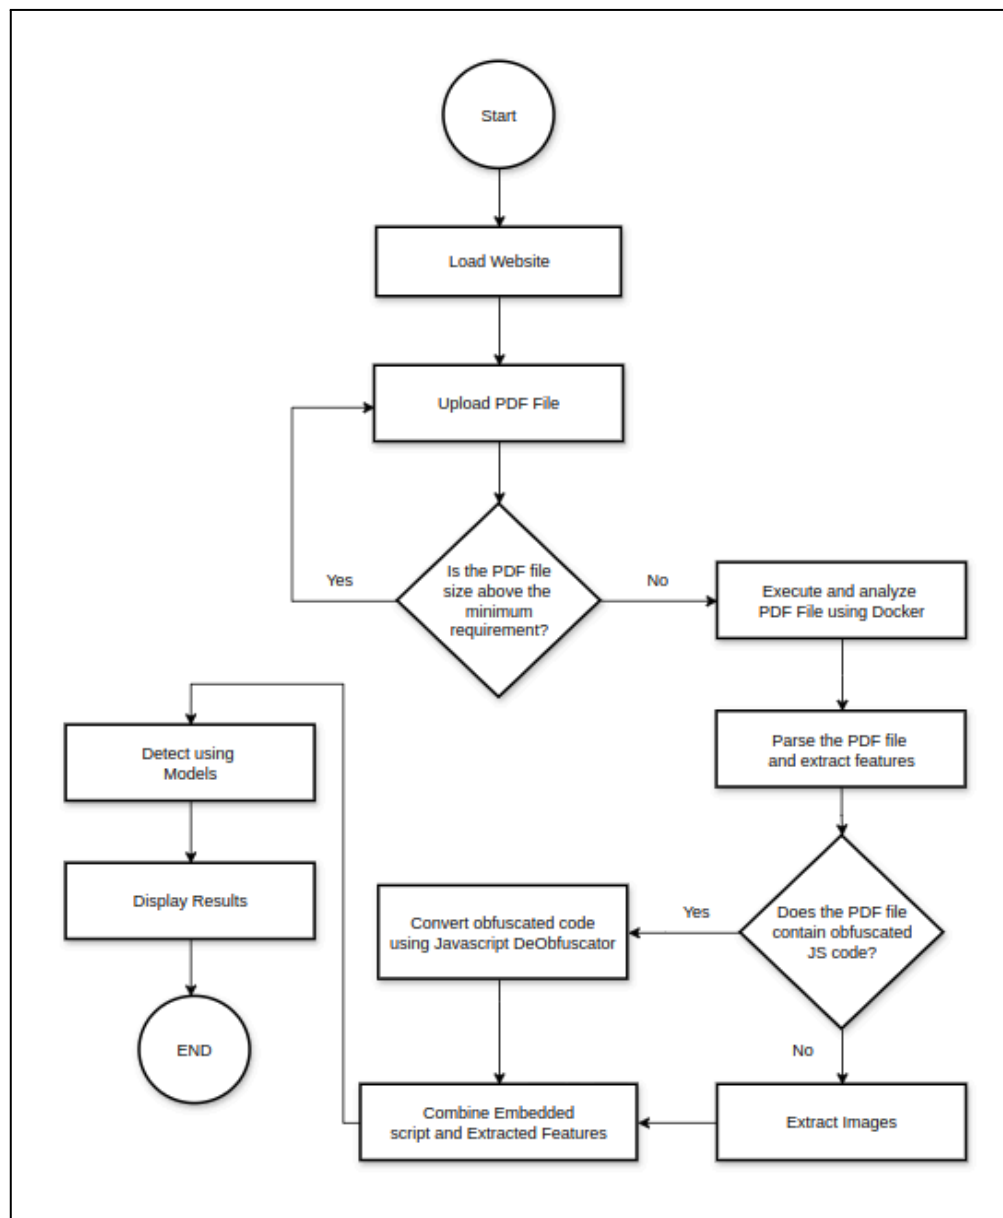 Start
Load Website
Upload PDF File
Is the PDF file
size above the
minimum
requirement?
Yes
No
Execute and analyze
PDF File using Docker
Parse the PDF file
and extract features
Does the PDF file
contain obfuscated
JS code?
Yes
Convert obfuscated code
using Javascript DeObfuscator
No
Extract Images
Combine Embedded
script and Extracted Features
Detect using
Models
Display Results
END